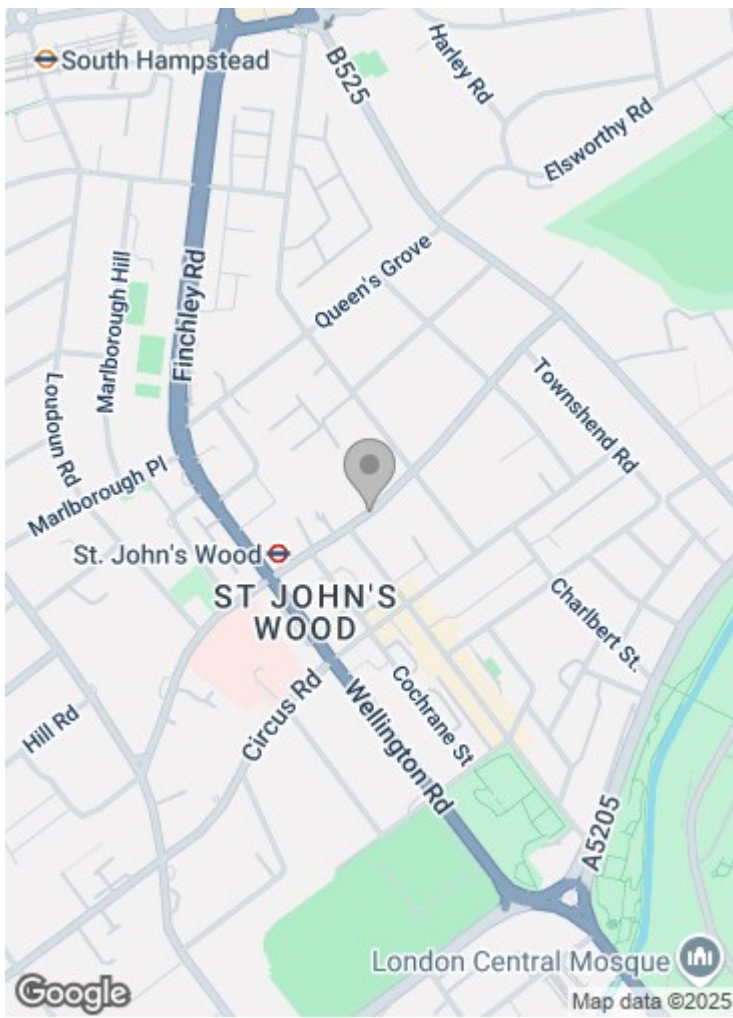 South Hampstead
B525
Harley Rd
Elsworthy Rd
Queen's Grove
Marlborough Hill
Finchley Rd
Loudoun Rd
Townshend Rd
Marlborough Pl
St. John's Wood
ST JOHN'S
WOOD
Charlbert St.
Cochrane St
Hill Rd
Circus Rd
Wellington Rd
A5205
London Central Mosque
Google
Map data ©2025